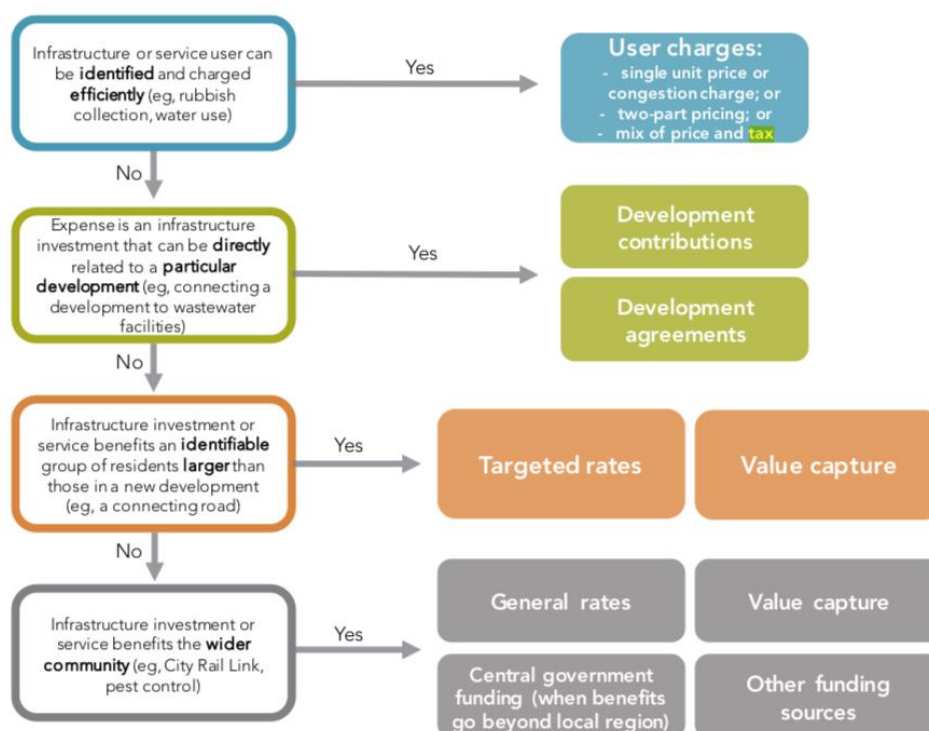 Infrastructure or service user can
be identified and charged
efficiently (eg, rubbish
collection, water use)
Yes
User charges:
- single unit price or
congestion charge; or
- two-part pricing; or
- mix of price and tax
No
Expense is an infrastructure
investment that can be directly
related to a particular
development (eg, connecting a
development to wastewater
facilities)
Yes
Development
contributions
Development
agreements
No
Infrastructure investment or
service benefits an identifiable
group of residents larger than
those in a new development
(eg, a connecting road)
Yes
Targeted rates
Value capture
No
Infrastructure investment or
service benefits the wider
community (eg, City Rail Link,
pest control)
Yes
General rates
Value capture
Central government
funding (when benefits
go beyond local region)
Other funding
sources